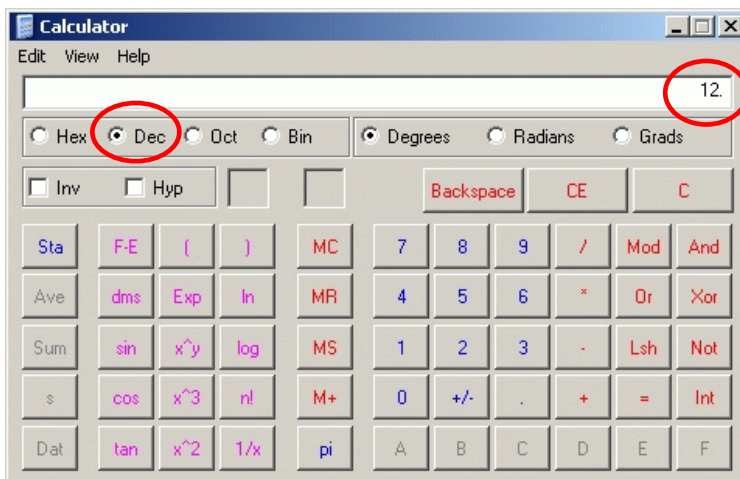 Calculator
Edit View Help
12.
Hex Dec Oct Bin Degrees Radians Grads
Inv Hyp Backspace CE C
Sta F-E ( ) MC 7 8 9 / Mod And
Ave dms Exp ln MR 4 5 6 * Or Xor
Sum sin x^y log MS 1 2 3 - Lsh Not
s cos x^3 n! M+ 0 +/- . + = Int
Dat tan x^2 1/x pi A B C D E F